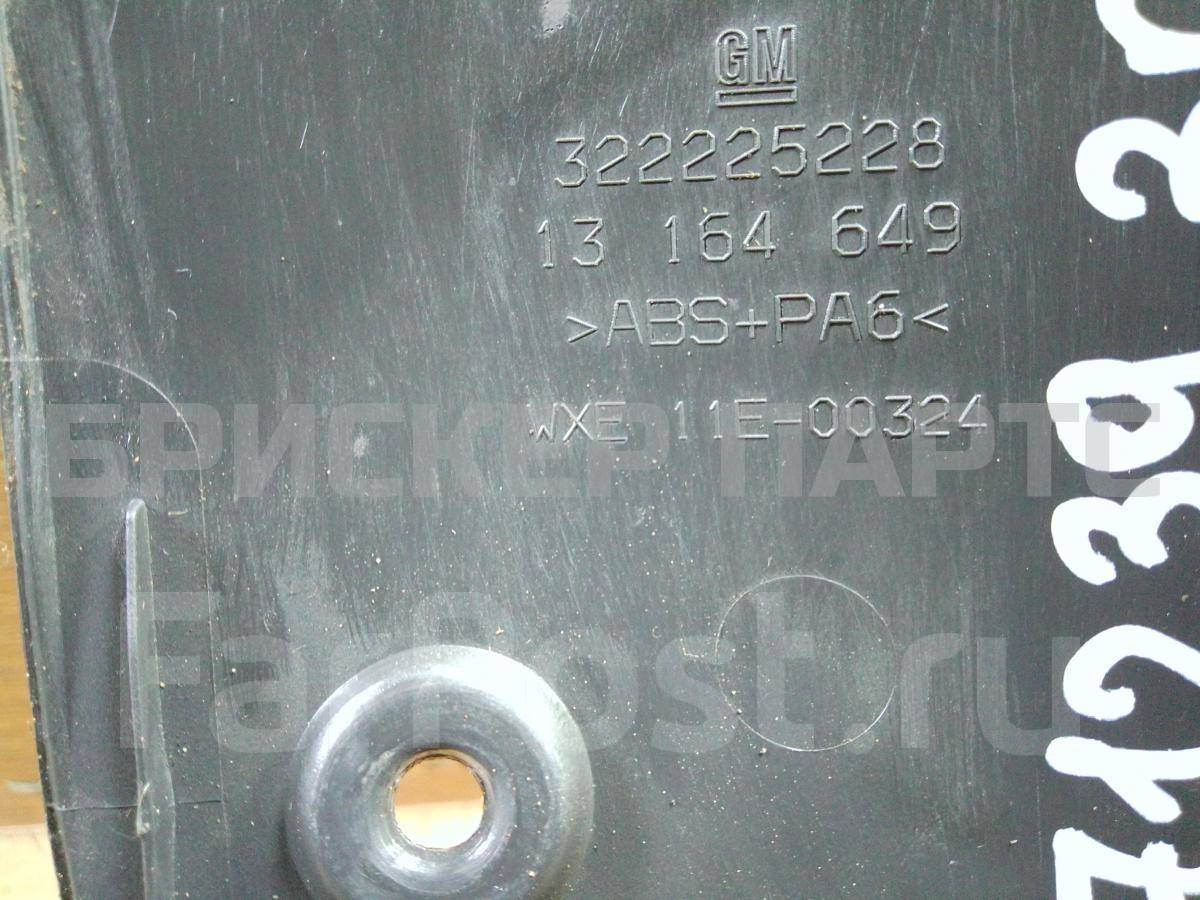 GM
322225228
13 164 649
>ABS+PA6<
WXE 11E-00324
БРИСКЕР ПАРТС
FarPost.ru